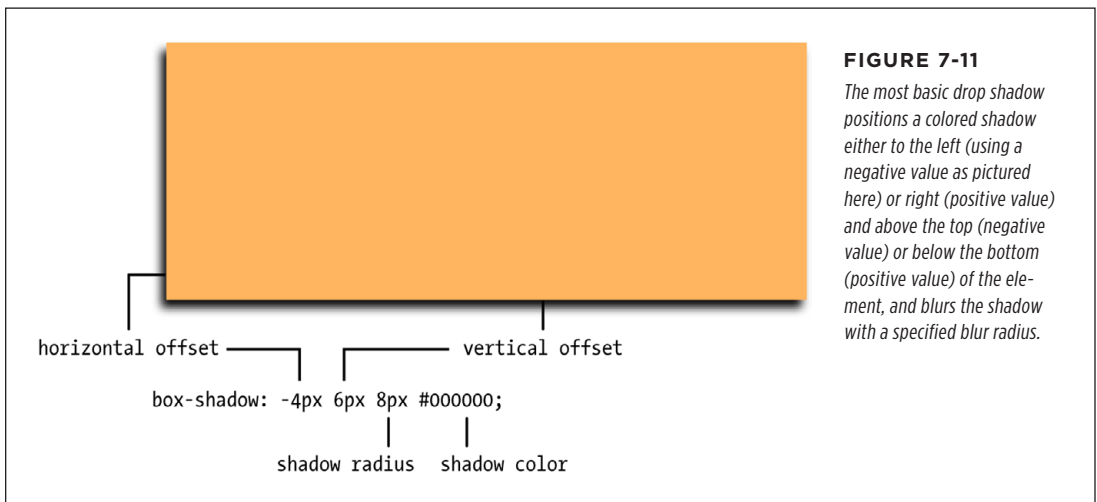 FIGURE 7-11
The most basic drop shadow
positions a colored shadow
either to the left (using a
negative value as pictured
here) or right (positive value)
and above the top (negative
value) or below the bottom
(positive value) of the ele-
ment, and blurs the shadow
with a specified blur radius.
horizontal offset
vertical offset
box-shadow: -4px 6px 8px #000000;
shadow radius
shadow color